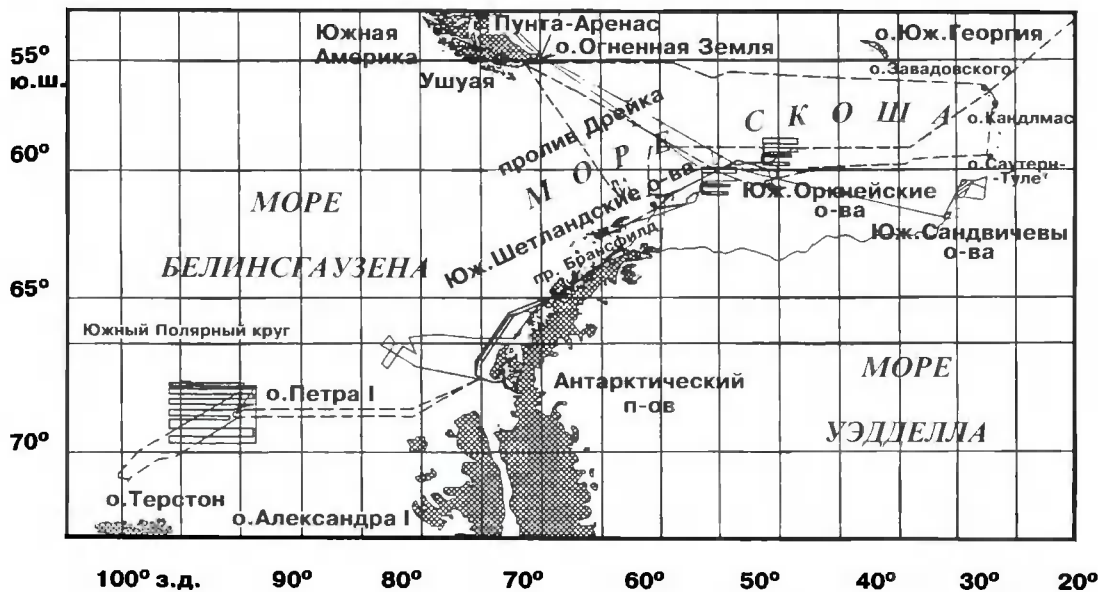 55°
ю.ш.
60°
65°
70°
Южная
Америка
Пунта-Аренас
о.Огненная Земля
Ушуая
о.Юж.Георгия
о.Завадовского
о.Кандлмас
о.Саутерн-
-Туле
Юж.Сандвичевы
о-ва
пролив Дрейка
МОРЕ
СКОША
Юж.Оркнейские
о-ва
Юж.Шетландские о-ва
пр. Брансфилд
МОРЕ
БЕЛИНСГАУЗЕНА
Южный Полярный круг
о.Петра I
Антарктический
п-ов
МОРЕ
УЭДДЕЛЛА
о.Терстон
о.Александра I
100° з.д.
90°
80°
70°
60°
50°
40°
30°
20°